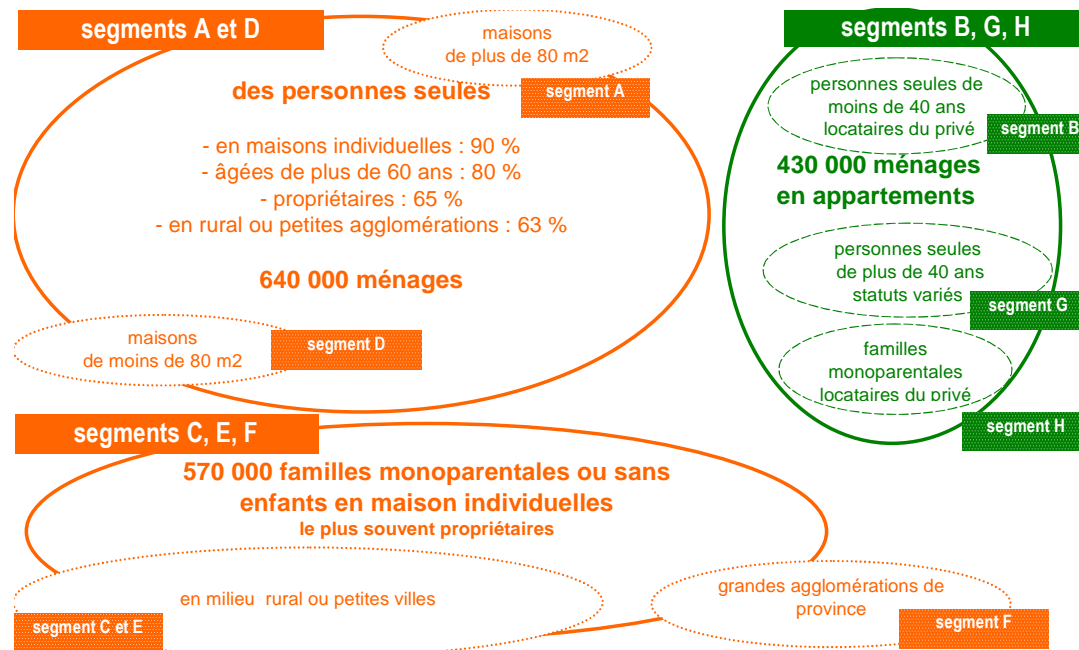 segments A et D
maisons
de plus de 80 m2
des personnes seules
segment A
- en maisons individuelles : 90 %
- âgées de plus de 60 ans : 80 %
- propriétaires : 65 %
- en rural ou petites agglomérations : 63 %
640 000 ménages
maisons
de moins de 80 m2
segment D
segments B, G, H
personnes seules de
moins de 40 ans
locataires du privé
segment B
430 000 ménages
en appartements
personnes seules
de plus de 40 ans
statuts variés
segment G
familles
monoparentales
locataires du privé
segment H
segments C, E, F
570 000 familles monoparentales ou sans
enfants en maison individuelles
le plus souvent propriétaires
en milieu rural ou petites villes
segment C et E
grandes agglomérations de
province
segment F